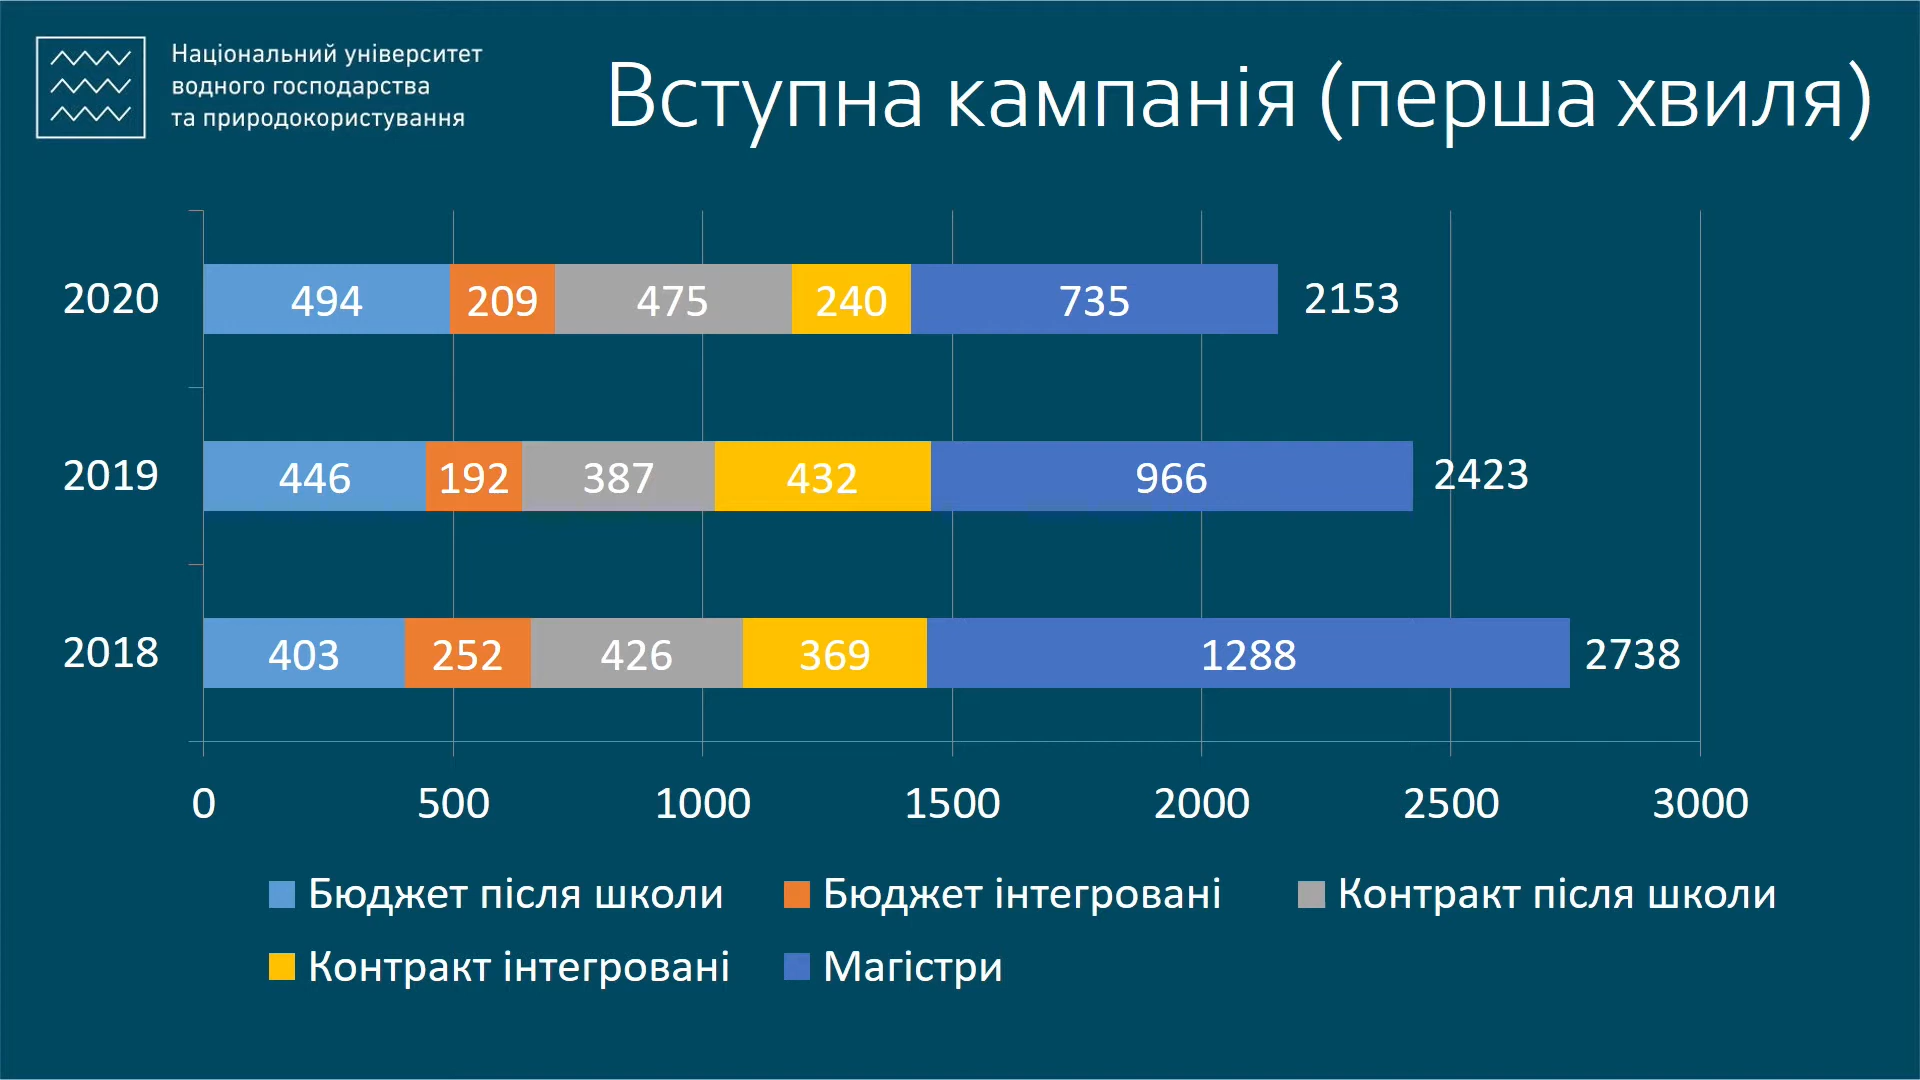 Національний університет
водного господарства
та природокористування
Вступна кампанія (перша хвиля)
2020 494 209 475 240 735 2153
2019 446 192 387 432 966 2423
2018 403 252 426 369 1288 2738
0 500 1000 1500 2000 2500 3000
Бюджет після школи Бюджет інтегровані Контракт після школи
Контракт інтегровані Магістри